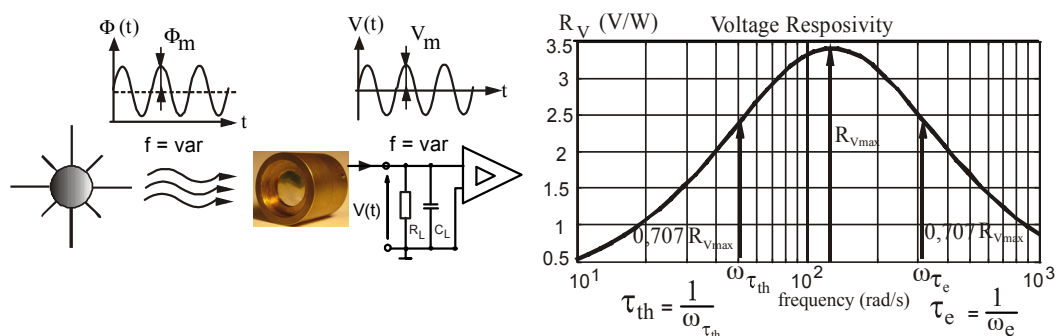 Φ(t)
Φm
t
f = var
V(t)
Vm
t
f = var
V(t)
RL
CL
RV (V/W)
Voltage Resposivity
3.5
3
2.5
2
1.5
1
0.5
RVmax
0,707 RVmax
0,707 RVmax
10¹
ωτth
10²
ωτe
10³
frequency (rad/s)
τth = 1/ωτth
τe = 1/ωe